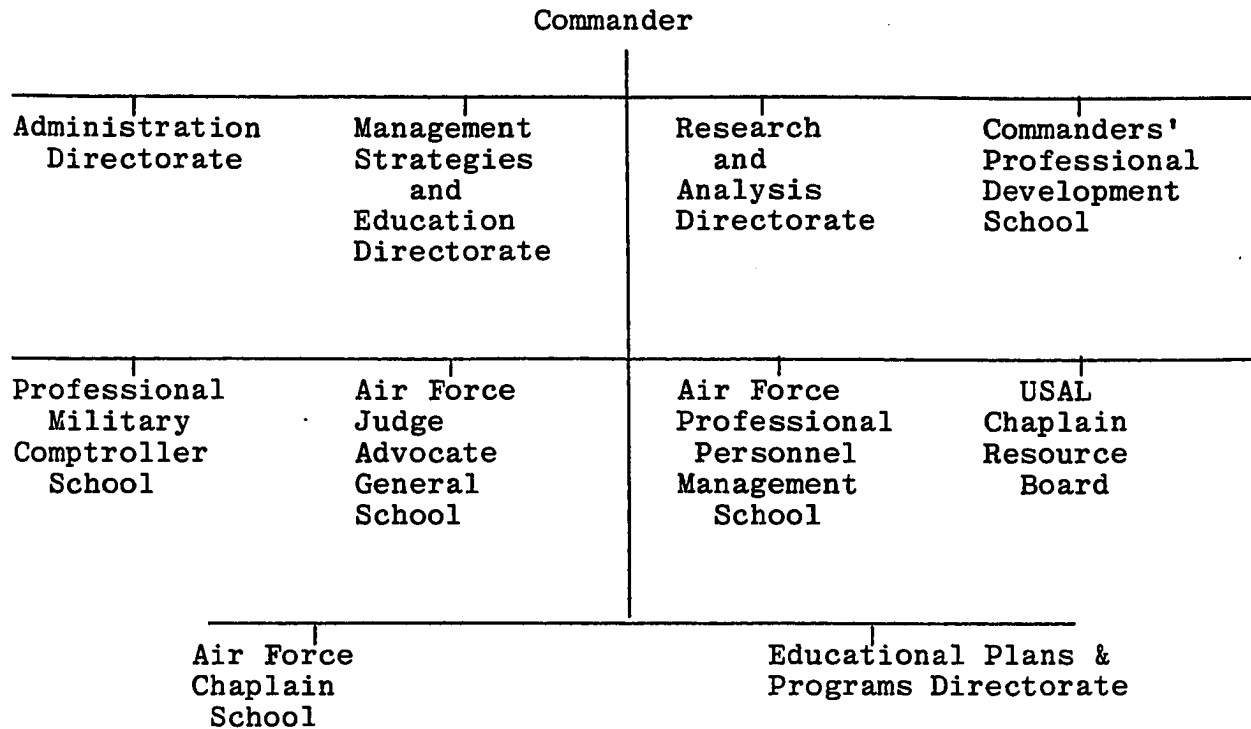 Commander
Administration
Directorate
Management
Strategies
and
Education
Directorate
Research
and
Analysis
Directorate
Commanders'
Professional
Development
School
Professional
Military
Comptroller
School
Air Force
Judge
Advocate
General
School
Air Force
Professional
Personnel
Management
School
USAL
Chaplain
Resource
Board
Air Force
Chaplain
School
Educational Plans &
Programs Directorate